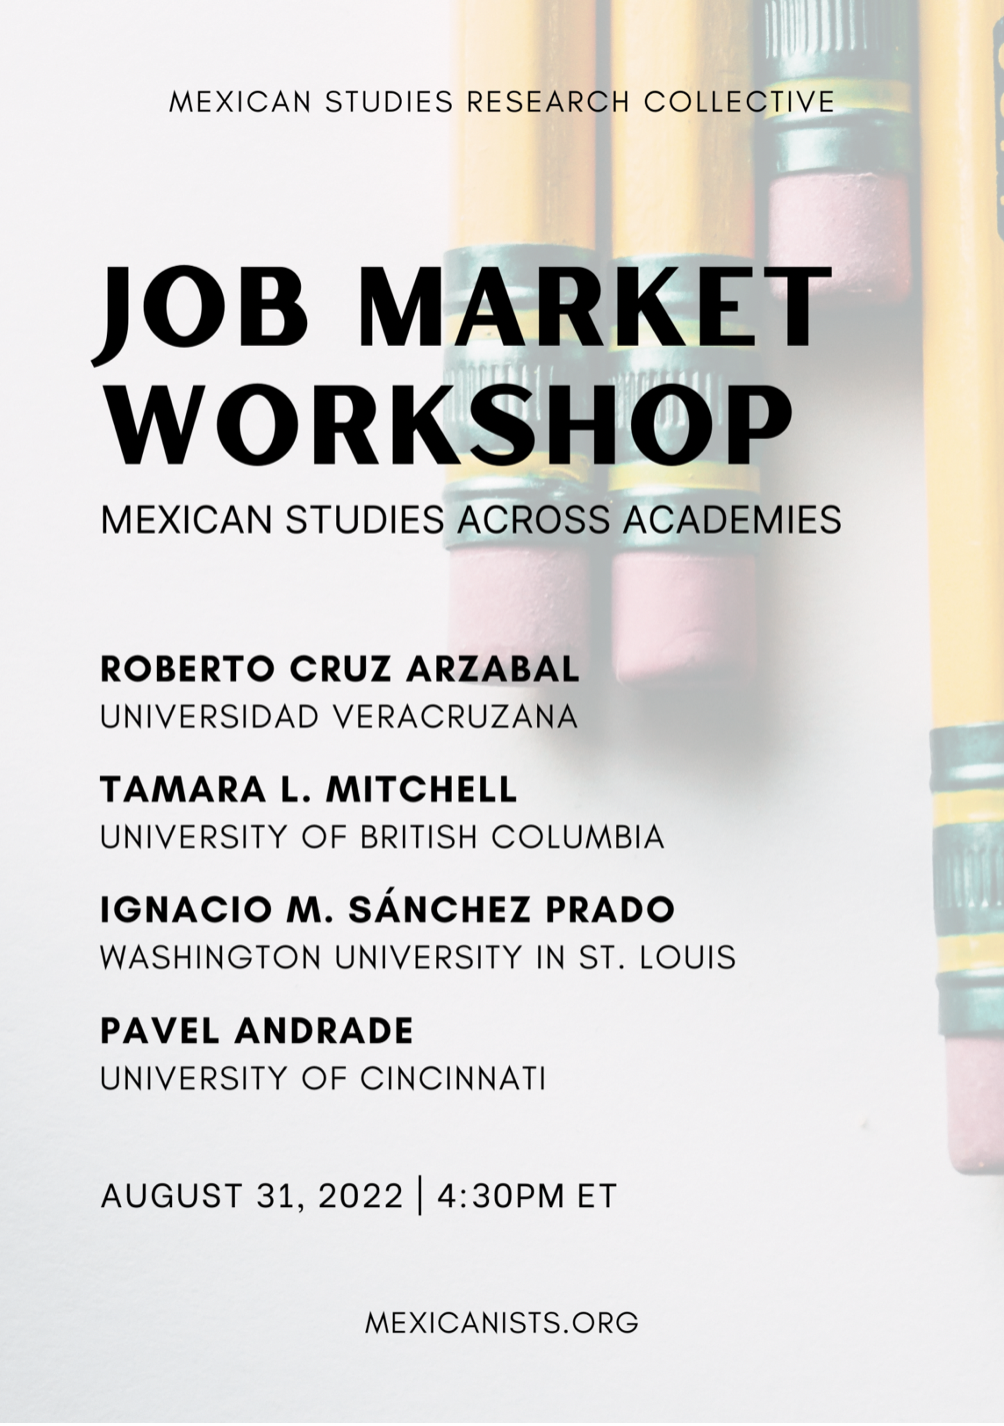 MEXICAN STUDIES RESEARCH COLLECTIVE
JOB MARKET
WORKSHOP
MEXICAN STUDIES ACROSS ACADEMIES
ROBERTO CRUZ ARZABAL
UNIVERSIDAD VERACRUZANA
TAMARA L. MITCHELL
UNIVERSITY OF BRITISH COLUMBIA
IGNACIO M. SÁNCHEZ PRADO
WASHINGTON UNIVERSITY IN ST. LOUIS
PAVEL ANDRADE
UNIVERSITY OF CINCINNATI
AUGUST 31, 2022 | 4:30PM ET
MEXICANISTS.ORG